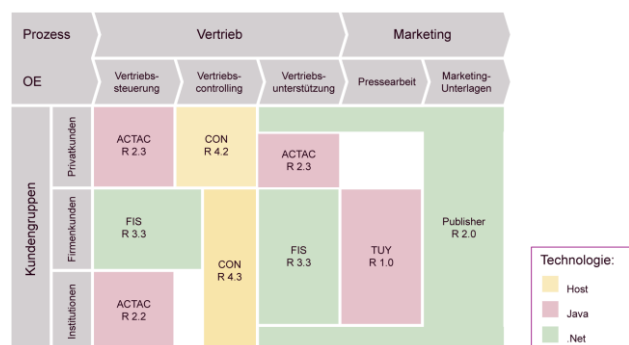 Prozess
Vertrieb
Marketing
OE
Vertriebs-
steuerung
Vertriebs-
controlling
Vertriebs-
unterstützung
Pressearbeit
Marketing-
Unterlagen
Kundengruppen
Privatkunden
ACTAC
R 2.3
CON
R 4.2
ACTAC
R 2.3
Firmenkunden
FIS
R 3.3
CON
R 4.3
FIS
R 3.3
TUY
R 1.0
Publisher
R 2.0
Institutionen
ACTAC
R 2.2
Technologie:
Host
Java
.Net